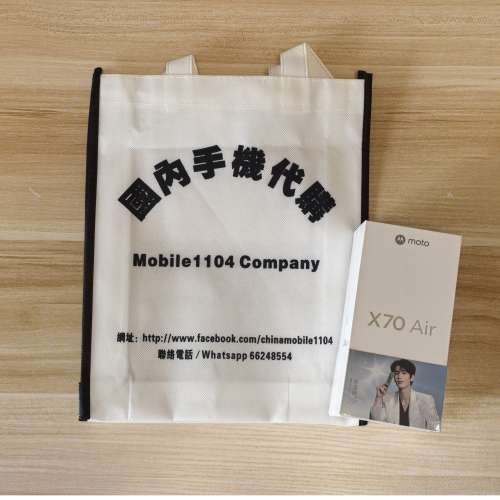 國內手機代購
Mobile1104 Company
網址：http://www.facebook.com/chinamobile1104
聯絡電話 / Whatsapp 66248554
moto
X70 Air